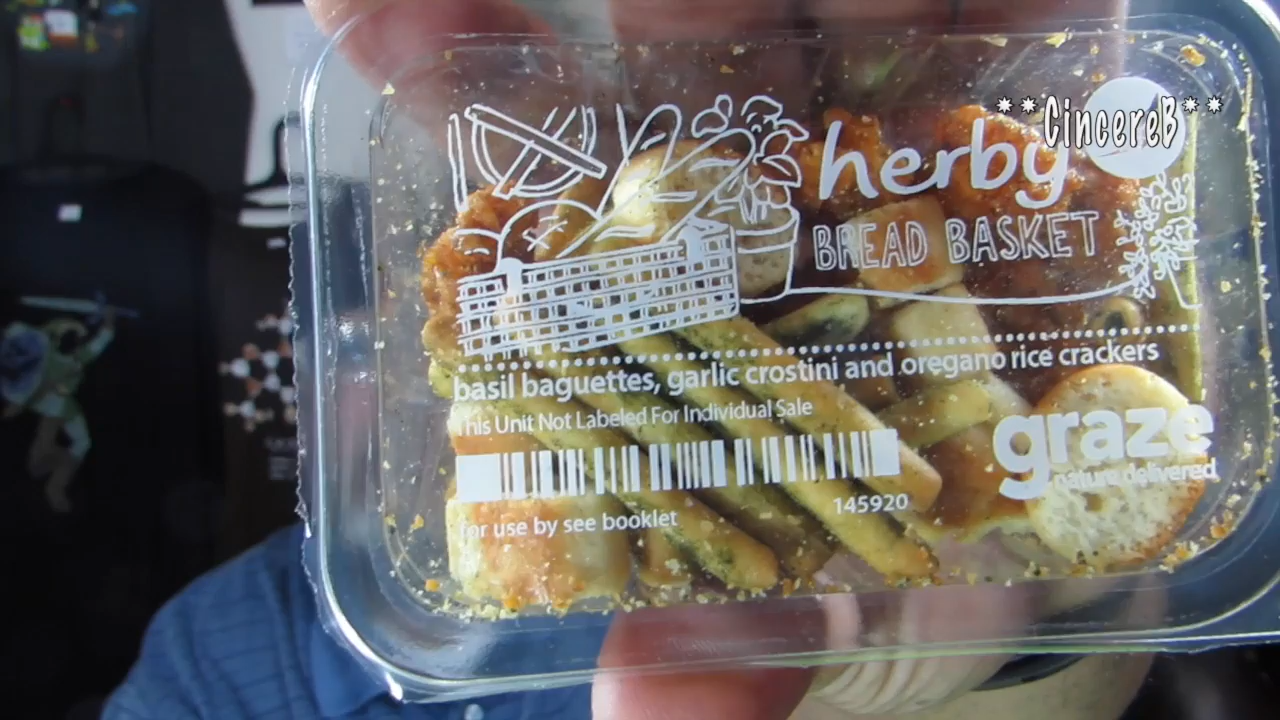 **CincereB**
herby
BREAD BASKET
basil baguettes, garlic crostini and oregano rice crackers
This Unit Not Labeled For Individual Sale
graze
nature delivered
145920
for use by see booklet